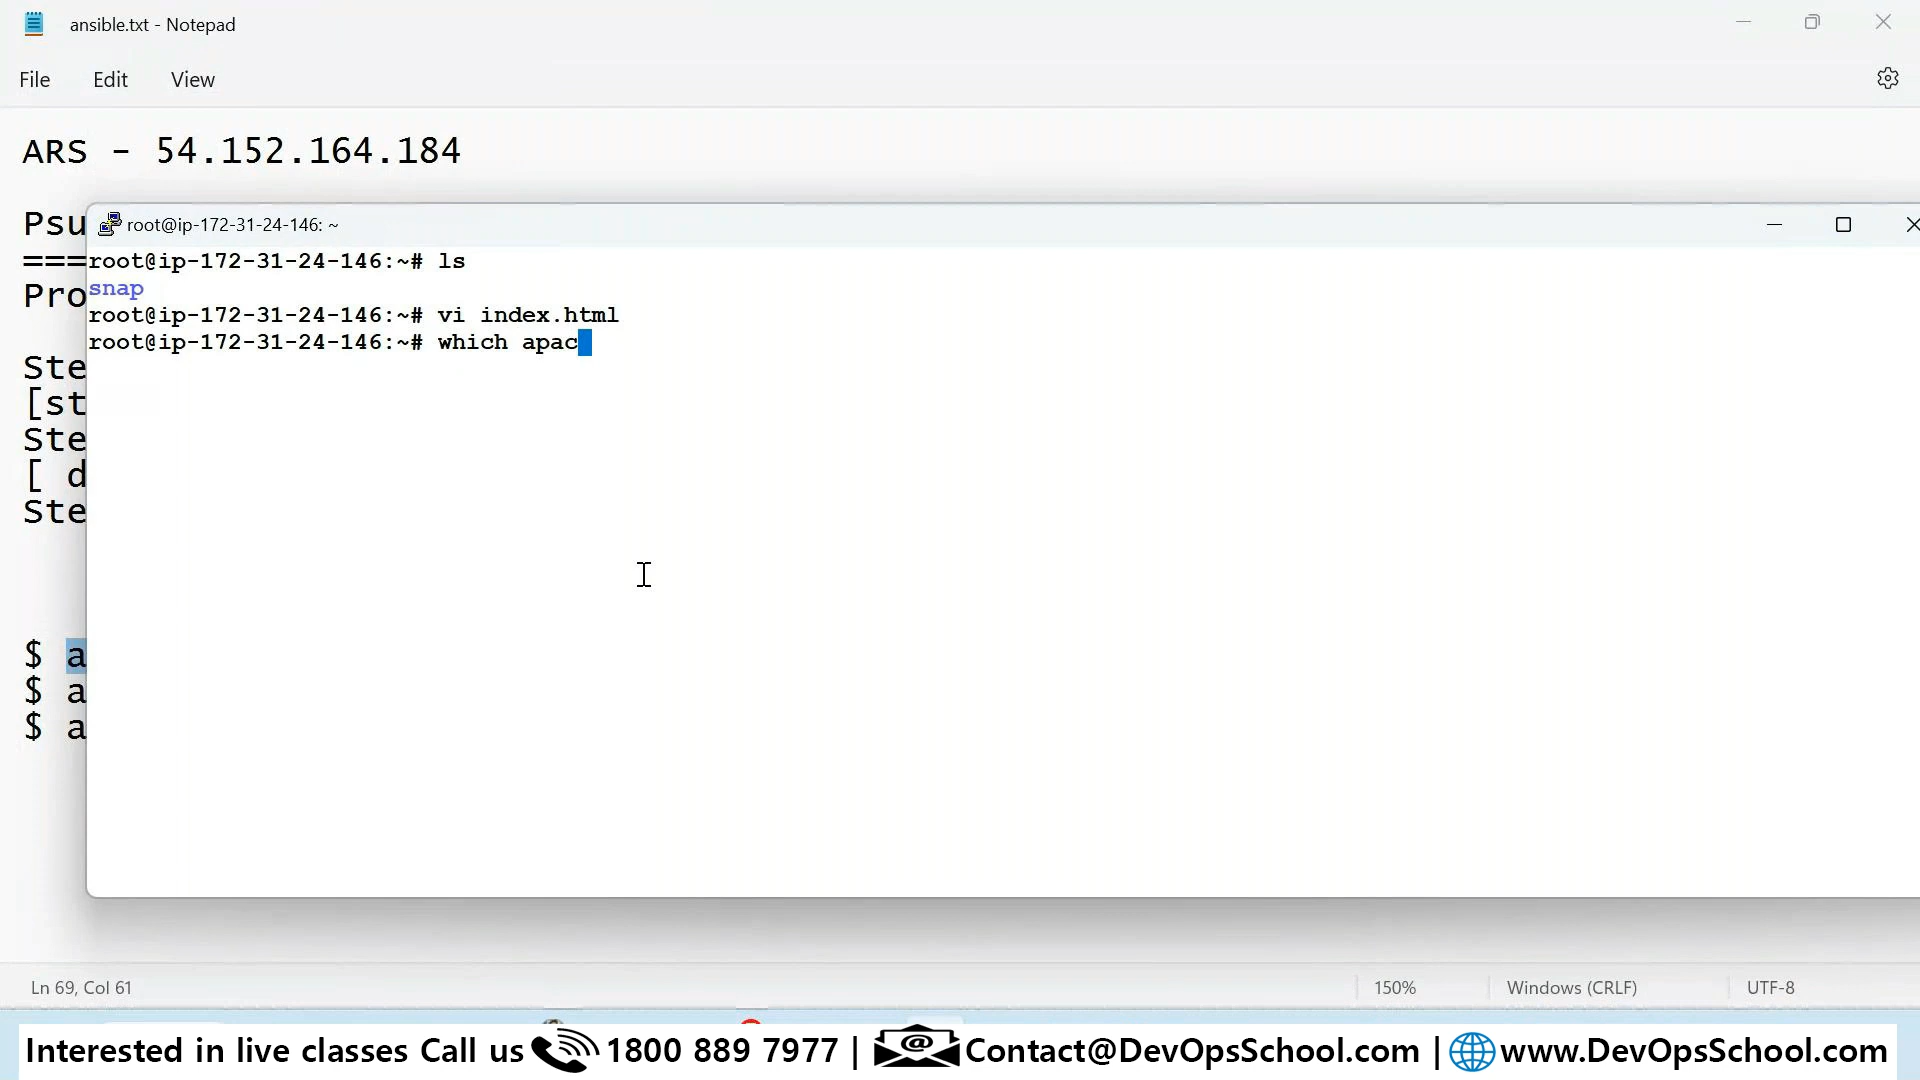 ansible.txt - Notepad
File Edit View
ARS - 54.152.164.184
Psu
===
Pro
Ste
[st
Ste
[ d
Ste
$ a
$ a
$ a
root@ip-172-31-24-146: ~
root@ip-172-31-24-146:~# ls
snap
root@ip-172-31-24-146:~# vi index.html
root@ip-172-31-24-146:~# which apac
Ln 69, Col 61 150% Windows (CRLF) UTF-8
Interested in live classes Call us 1800 889 7977 | Contact@DevOpsSchool.com | www.DevOpsSchool.com